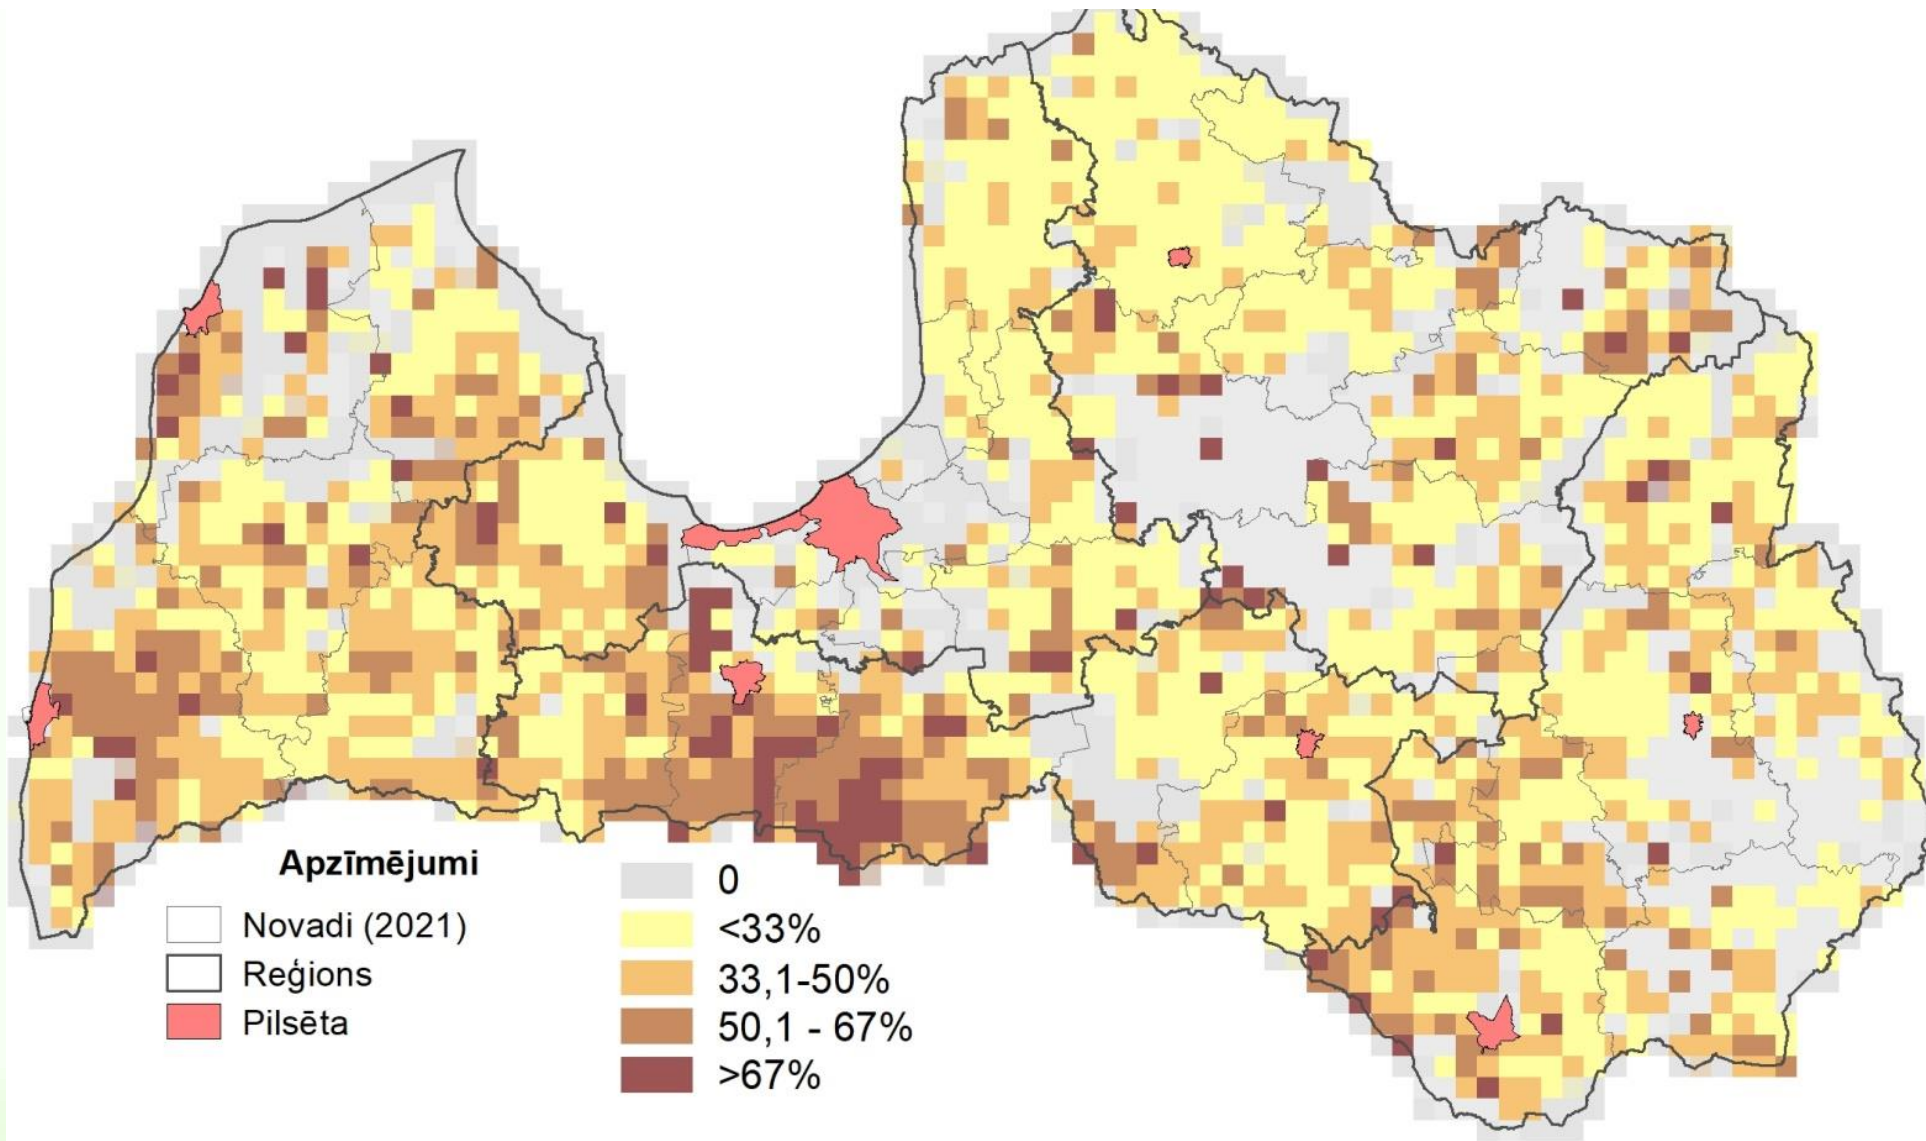 Apzīmējumi
Novadi (2021)
Reģions
Pilsēta
0
<33%
33,1-50%
50,1 - 67%
>67%